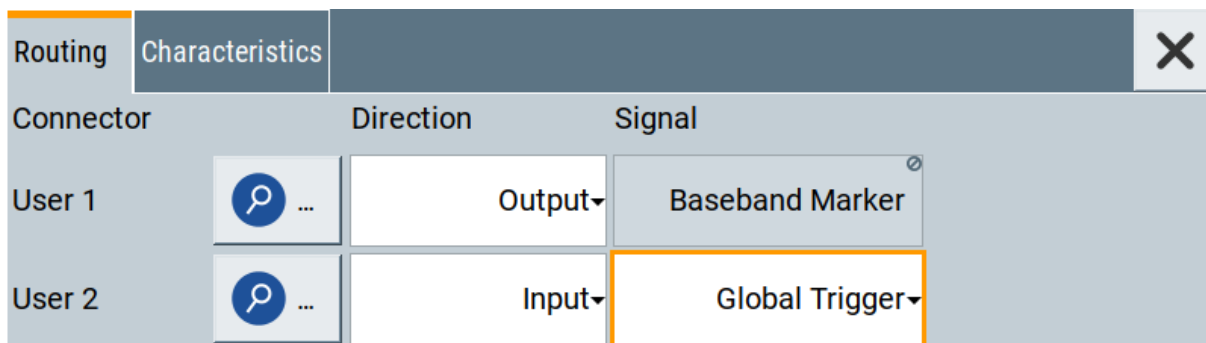 Routing Characteristics
Connector Direction Signal
User 1 ... Output Baseband Marker
User 2 ... Input Global Trigger